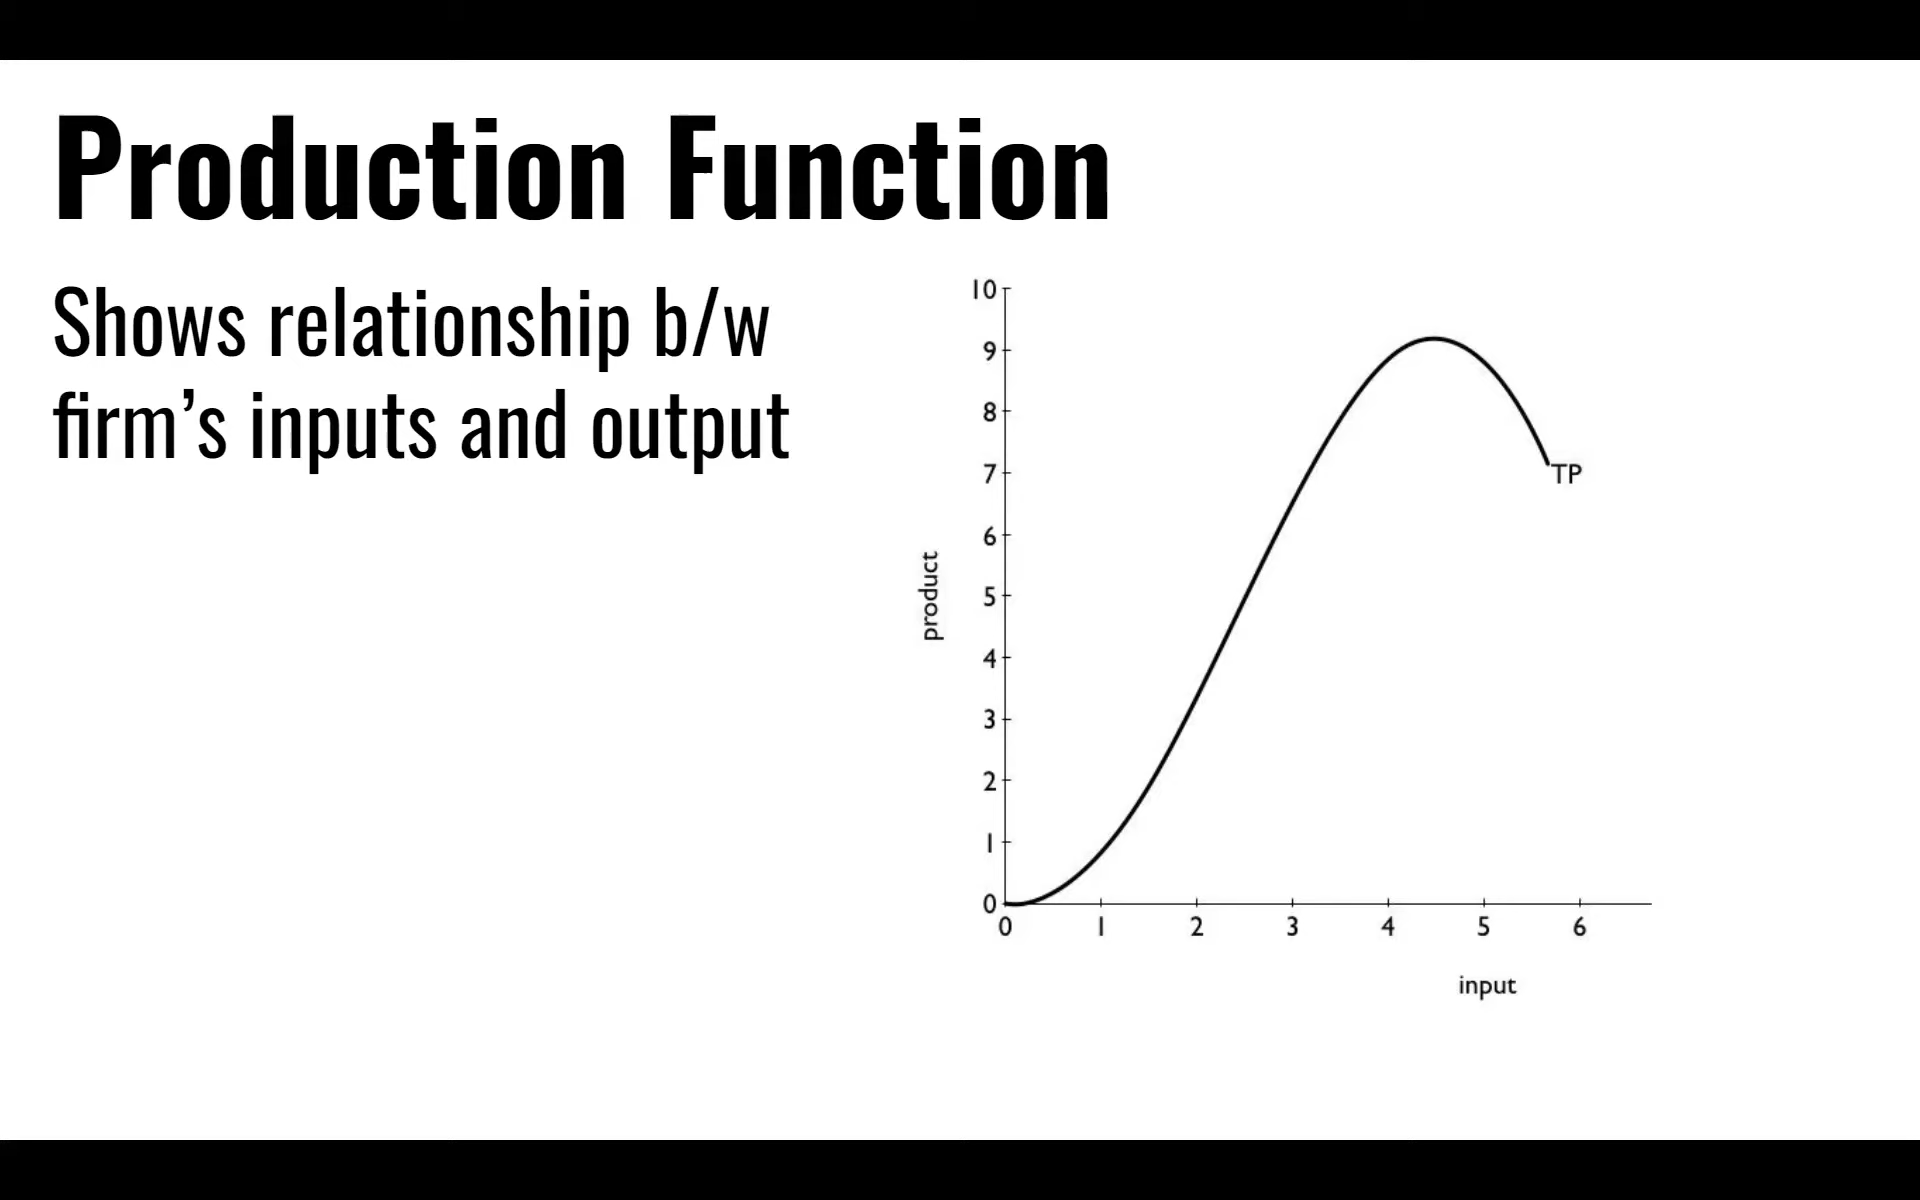 Production Function
Shows relationship b/w
firm’s inputs and output
10
9
8
7
6
5
4
3
2
1
0
product
TP
0 1 2 3 4 5 6
input